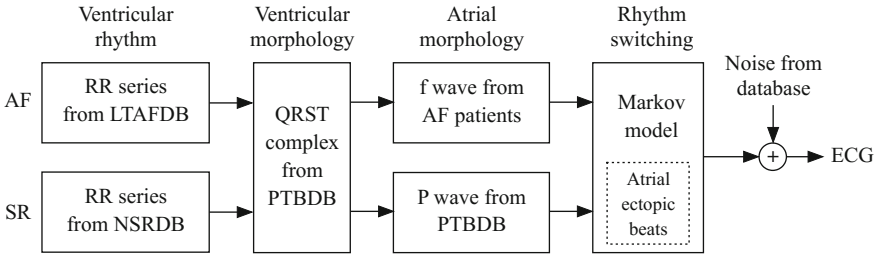 Ventricular
rhythm
Ventricular
morphology
Atrial
morphology
Rhythm
switching
Noise from
database
AF
RR series
from LTAFDB
QRST
complex
from
PTBDB
f wave from
AF patients
Markov
model
Atrial
ectopic
beats
+
ECG
SR
RR series
from NSRDB
P wave from
PTBDB